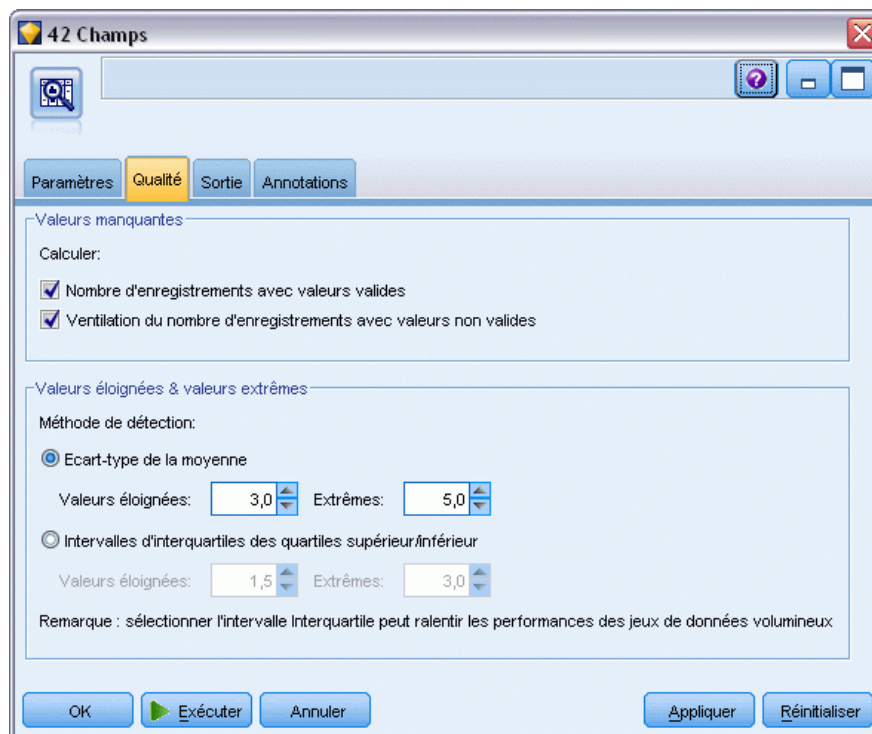 42 Champs
Paramètres Qualité Sortie Annotations
Valeurs manquantes
Calculer:
Nombre d'enregistrements avec valeurs valides
Ventilation du nombre d'enregistrements avec valeurs non valides
Valeurs éloignées & valeurs extrêmes
Méthode de détection:
Ecart-type de la moyenne
Valeurs éloignées: 3,0 Extrêmes: 5,0
Intervalles d'interquartiles des quartiles supérieur/inférieur
Valeurs éloignées: 1,5 Extrêmes: 3,0
Remarque : sélectionner l'intervalle Interquartile peut ralentir les performances des jeux de données volumineux
OK Exécuter Annuler Appliquer Réinitialiser